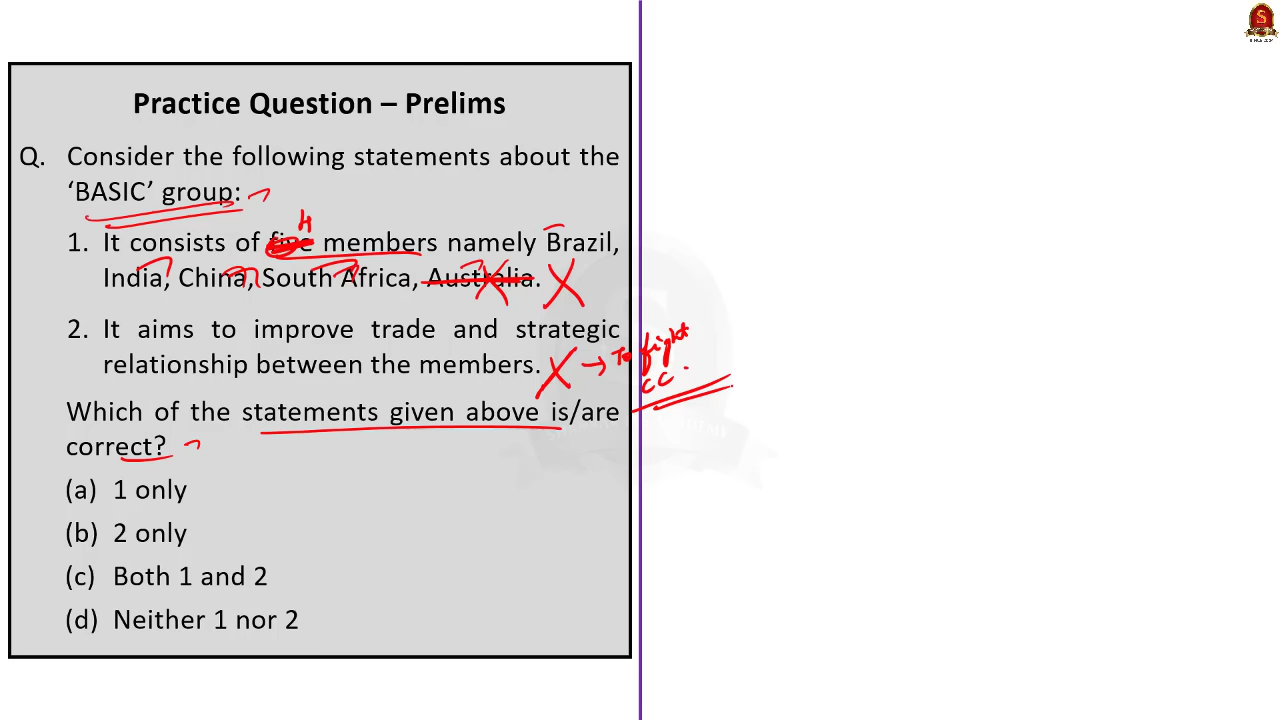 Practice Question – Prelims
Q. Consider the following statements about the
‘BASIC’ group:
4
1. It consists of five members namely Brazil,
India, China, South Africa, Australia.
2. It aims to improve trade and strategic
relationship between the members. X → To fight
CC.
Which of the statements given above is/are
correct?
(a) 1 only
(b) 2 only
(c) Both 1 and 2
(d) Neither 1 nor 2